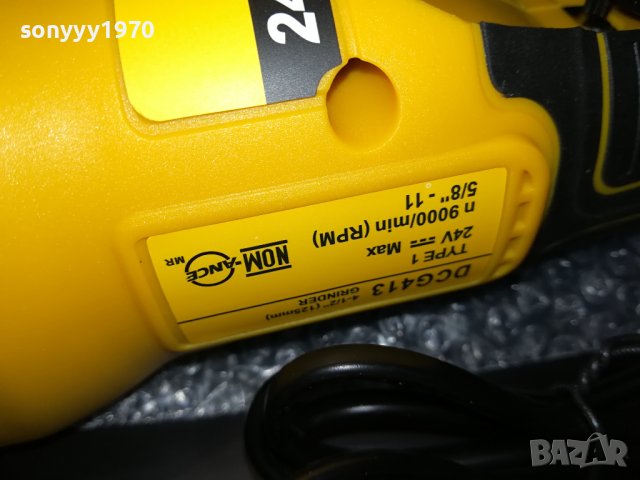 sonyyy1970
24
DCG413
4-1/2" (125mm)
GRINDER
TYPE 1
24V Max
n 9000/min (RPM)
5/8" - 11
NOM-ANCE
MR
BAZAR